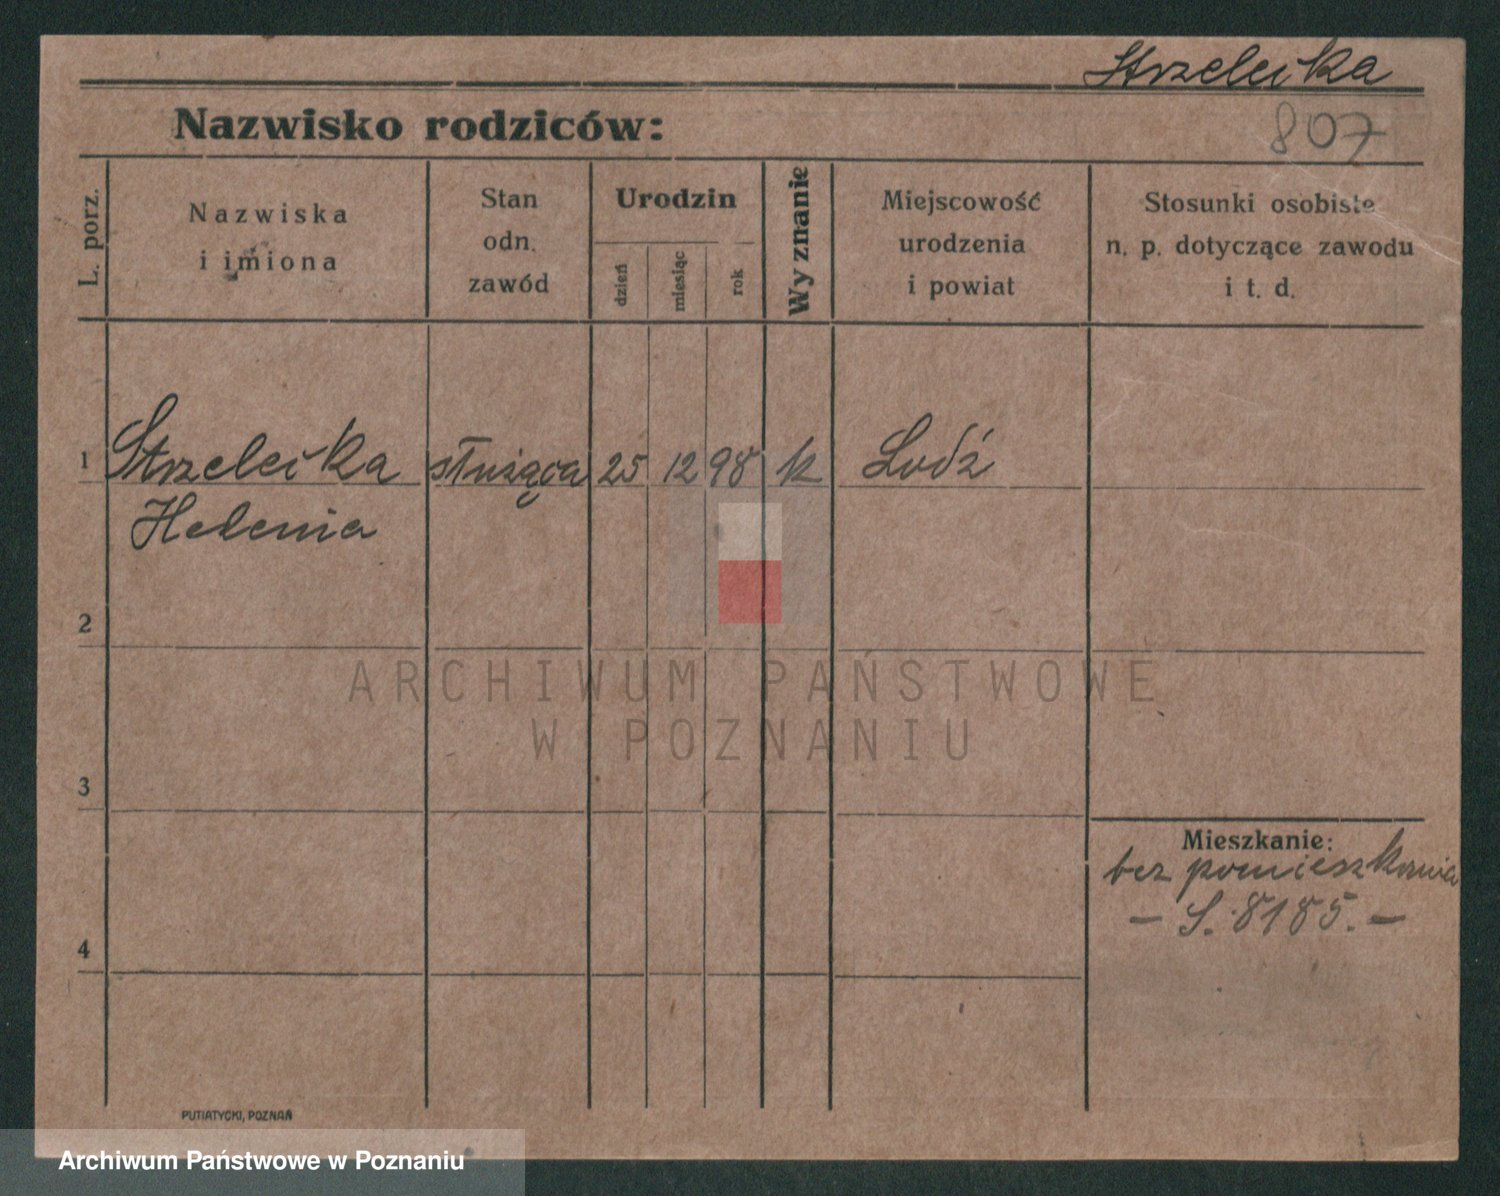 Strzelecka
Nazwisko rodziców:
807
L. porz.
Nazwiska
i imiona
Stan
odn.
zawód
Urodzin
dzień
miesiąc
rok
Wyznanie
Miejscowość
urodzenia
i powiat
Stosunki osobiste
n. p. dotyczące zawodu
i t. d.
1 Strzelecka służąca 25 12 98 k Lodź
Helenia
2
ARCHIWUM PAŃSTWOWE
W POZNANIU
3
Mieszkanie:
bez pomieszkania
— S. 8185. —
4
PUTIATYCKI, POZNAŃ
Archiwum Państwowe w Poznaniu